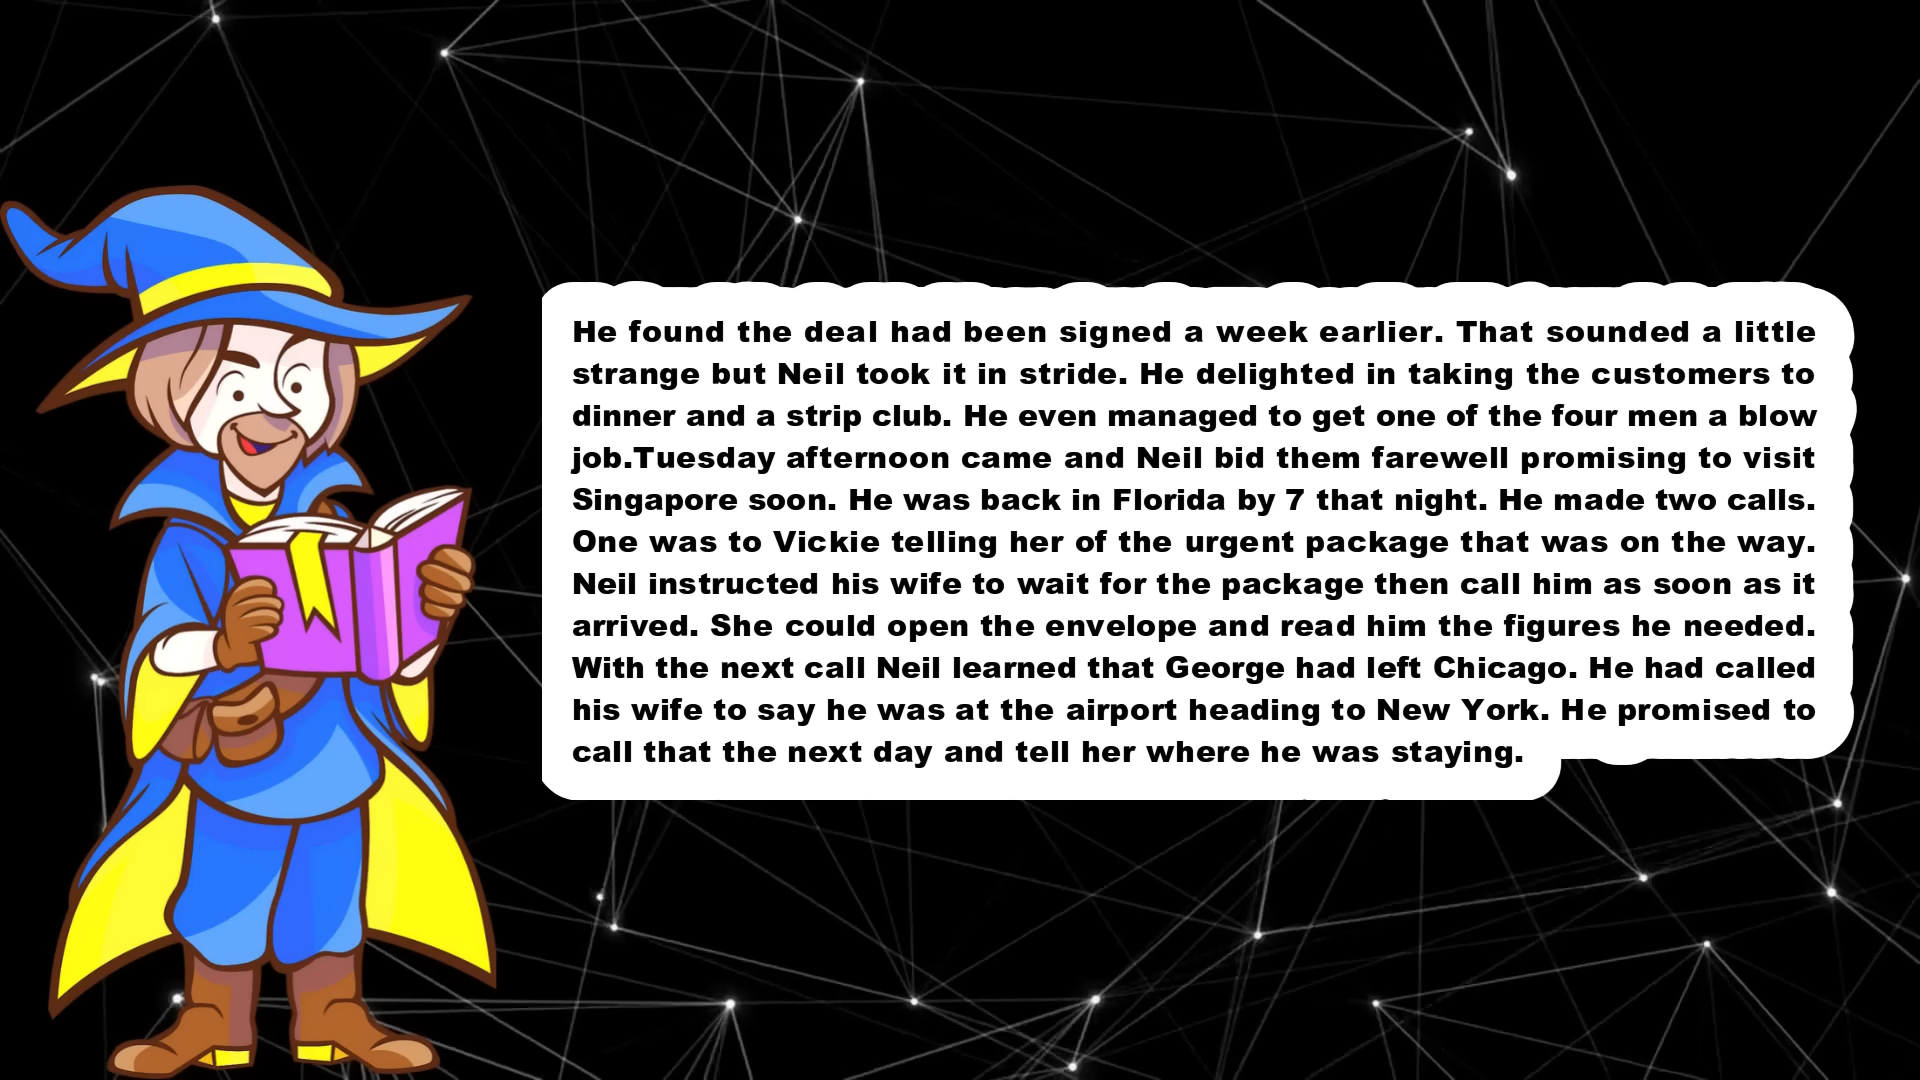 He found the deal had been signed a week earlier. That sounded a little
strange but Neil took it in stride. He delighted in taking the customers to
dinner and a strip club. He even managed to get one of the four men a blow
job.Tuesday afternoon came and Neil bid them farewell promising to visit
Singapore soon. He was back in Florida by 7 that night. He made two calls.
One was to Vickie telling her of the urgent package that was on the way.
Neil instructed his wife to wait for the package then call him as soon as it
arrived. She could open the envelope and read him the figures he needed.
With the next call Neil learned that George had left Chicago. He had called
his wife to say he was at the airport heading to New York. He promised to
call that the next day and tell her where he was staying.